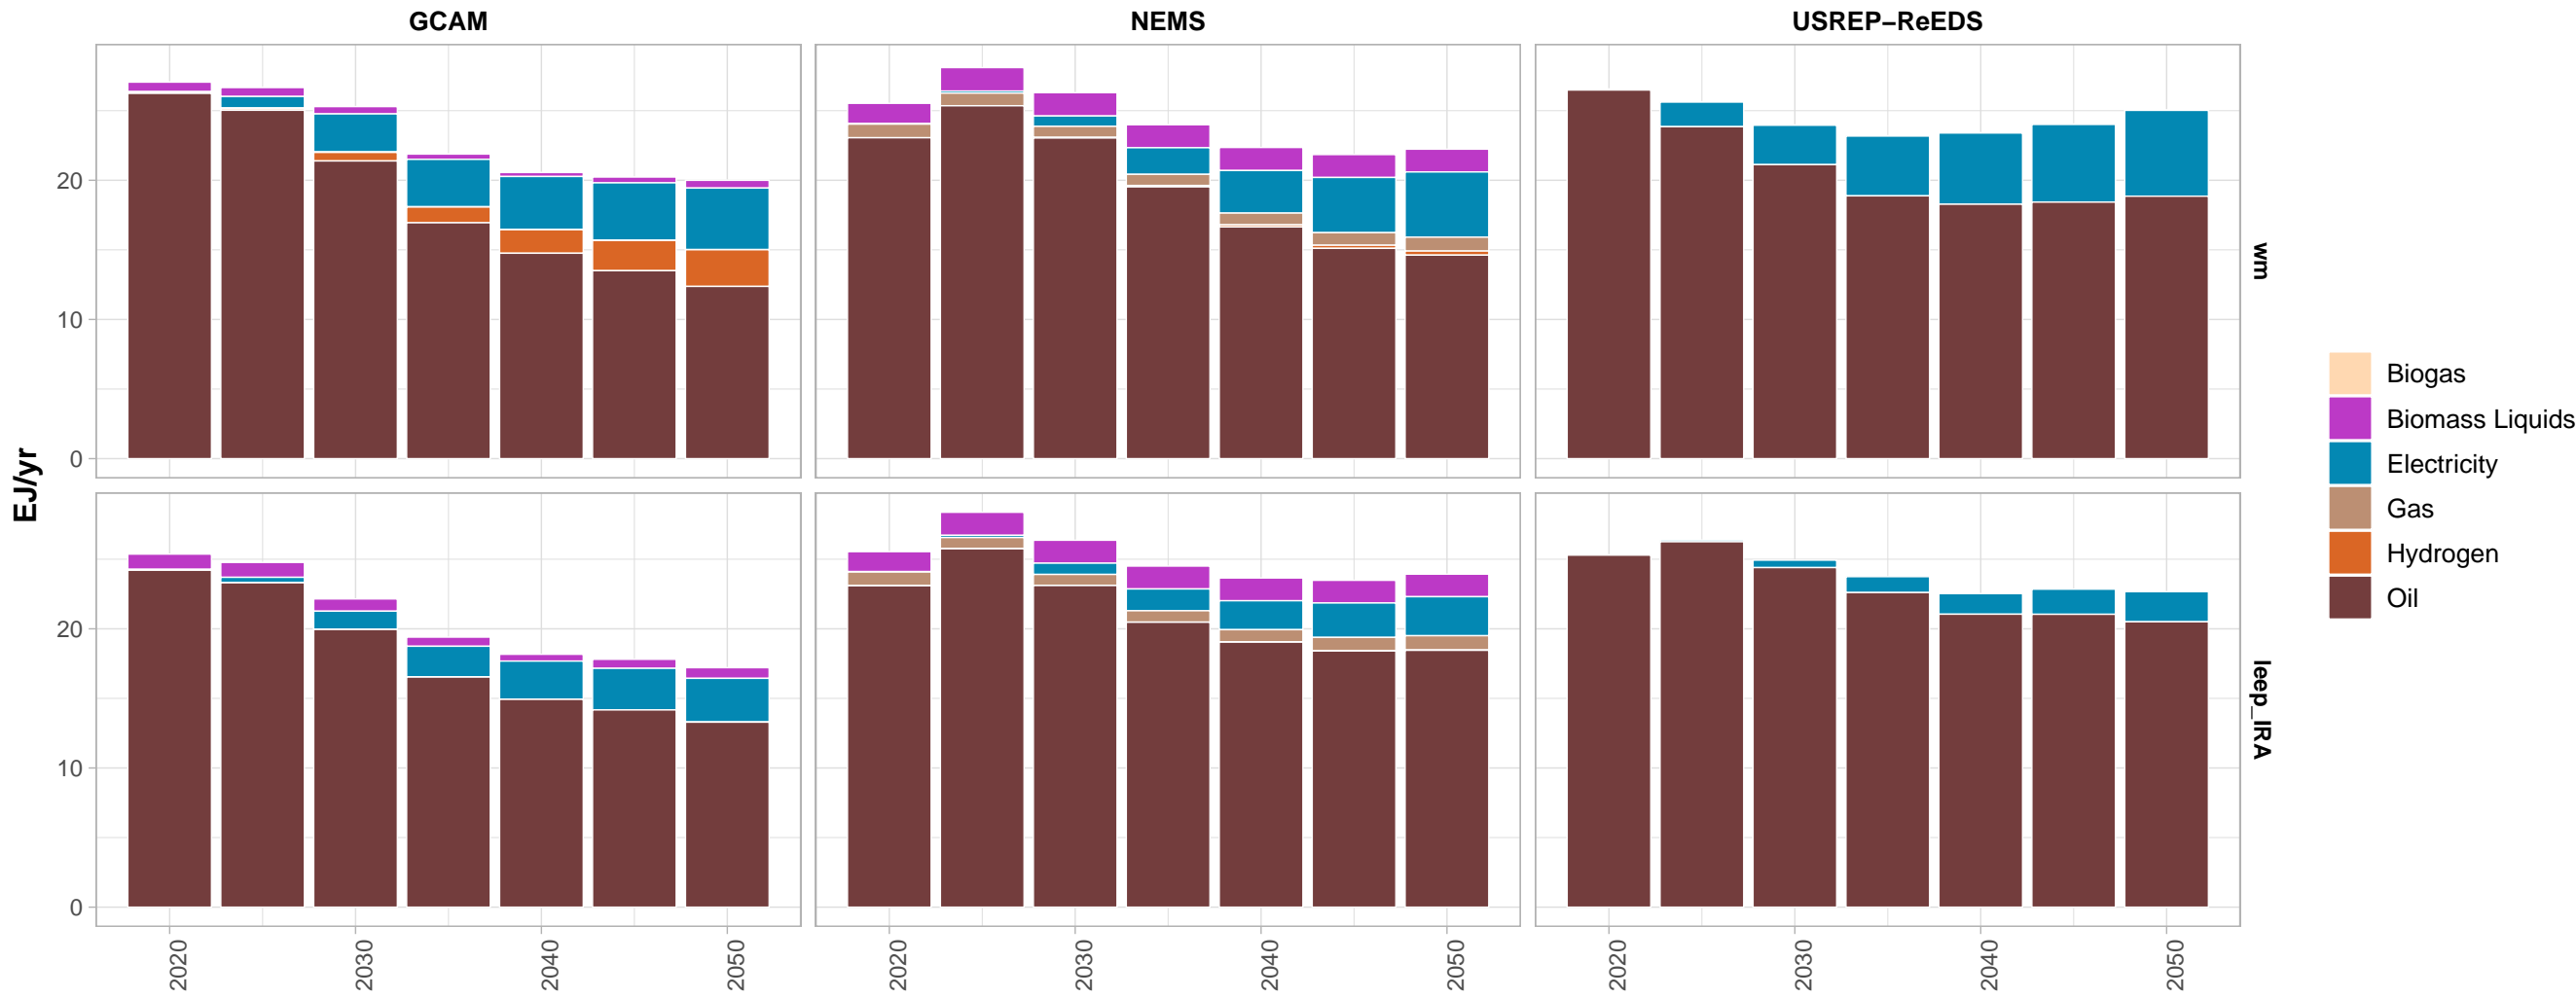 GCAM NEMS USREP−ReEDS
EJ/yr
20
10
0
wm
20
10
0
leep_IRA
2020 2030 2040 2050 2020 2030 2040 2050 2020 2030 2040 2050
Biogas
Biomass Liquids
Electricity
Gas
Hydrogen
Oil